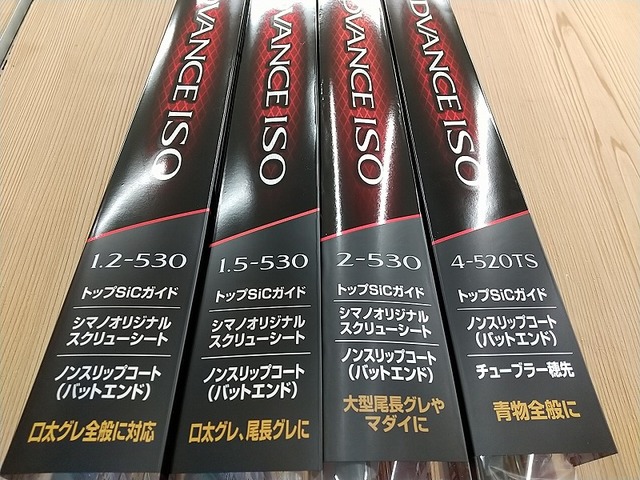 ADVANCE ISO
1.2-530
トップSiCガイド
シマノオリジナル
スクリューシート
ノンスリップコート
(バットエンド)
口太グレ全般に対応
ADVANCE ISO
1.5-530
トップSiCガイド
シマノオリジナル
スクリューシート
ノンスリップコート
(バットエンド)
口太グレ、尾長グレに
ADVANCE ISO
2-530
トップSiCガイド
シマノオリジナル
スクリューシート
ノンスリップコート
(バットエンド)
大型尾長グレや
マダイに
ADVANCE ISO
4-520TS
トップSiCガイド
ノンスリップコート
(バットエンド)
チューブラー穂先
青物全般に